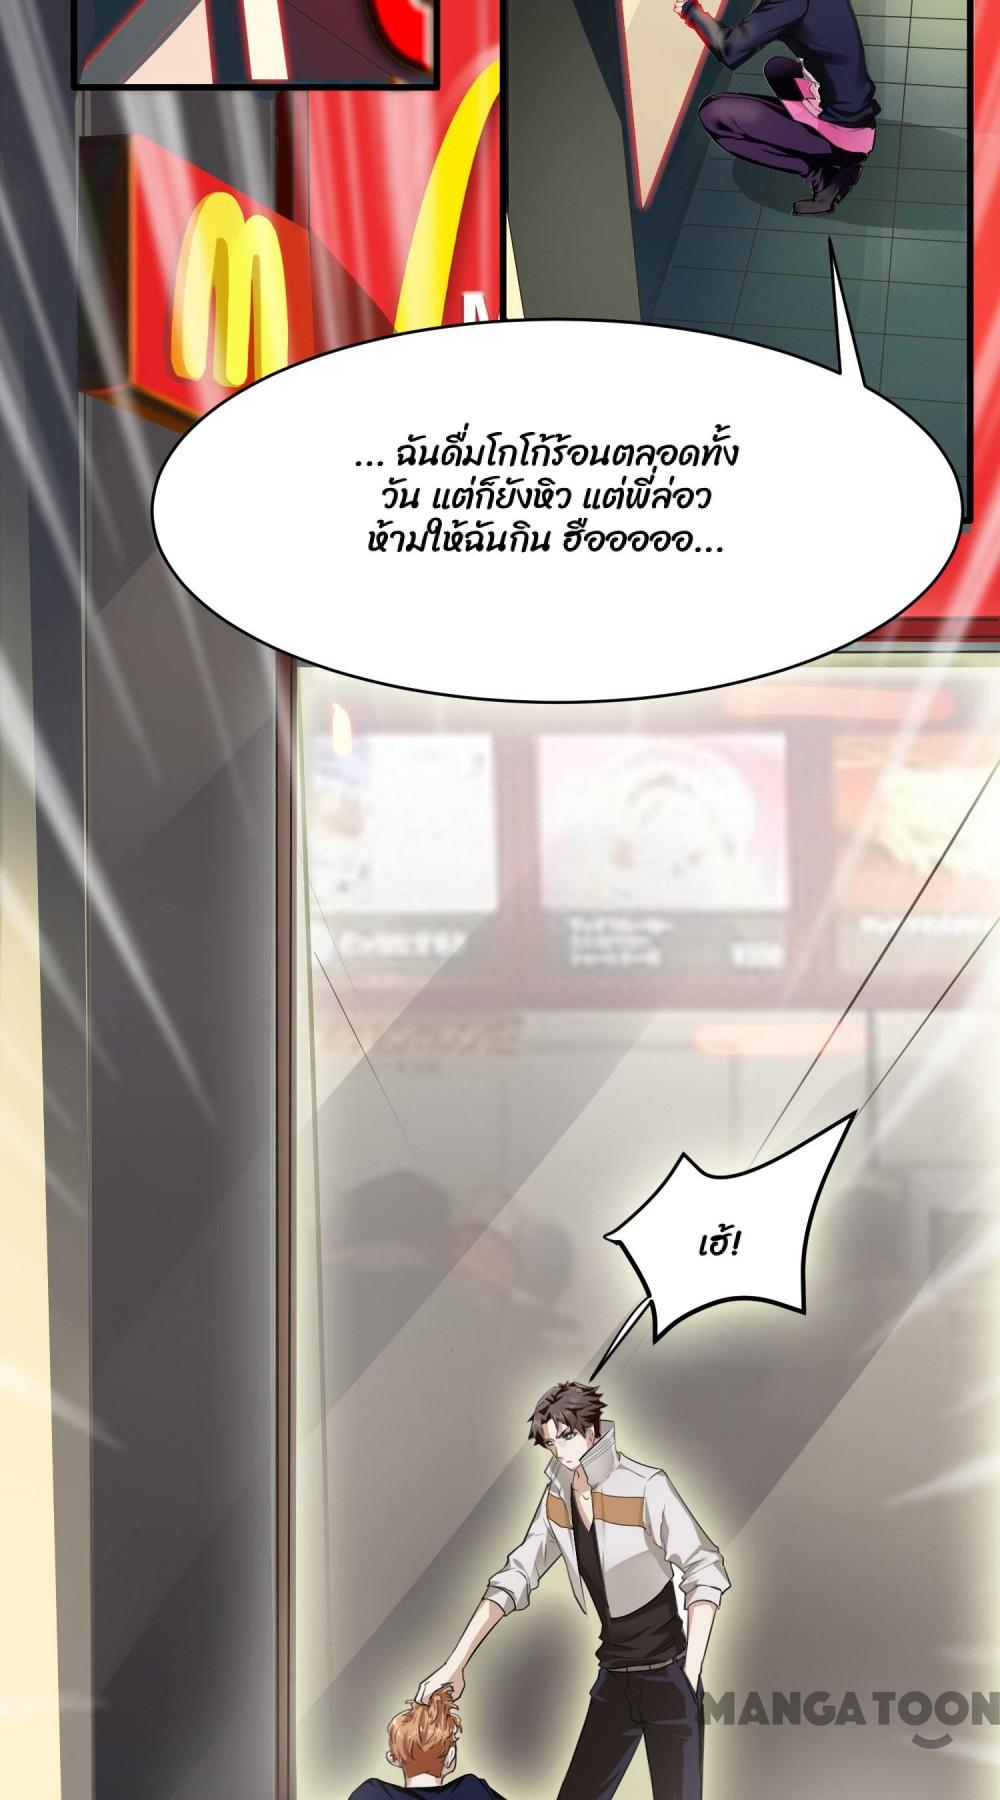 M
M
... ฉันดื่มโกโก้ร้อนตลอดทั้ง
วัน แต่ก็ยังหิว แต่พี่ล่อว
ห้ามให้ฉันกิน ฮือออออ...
เฮ้!
MANGATOON